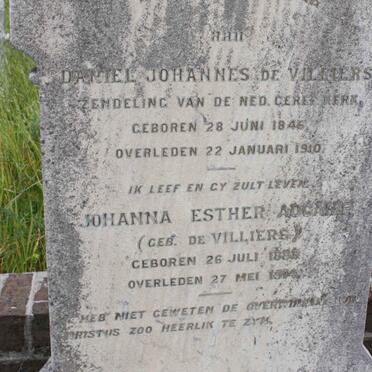 AAN
DANIEL JOHANNES DE VILLIERS
ZENDELING VAN DE NED. GEREF. KERK,
GEBOREN 28 JUNI 1846,
OVERLEDEN 22 JANUARI 1910.
IK LEEF EN GY ZULT LEVEN.
JOHANNA ESTHER
(GEB. DE VILLIERS)
GEBOREN 26 JULI
OVERLEDEN 27 MEI
HEB NIET GEWETEN DE
ZOO HEERLIK TE ZYN.